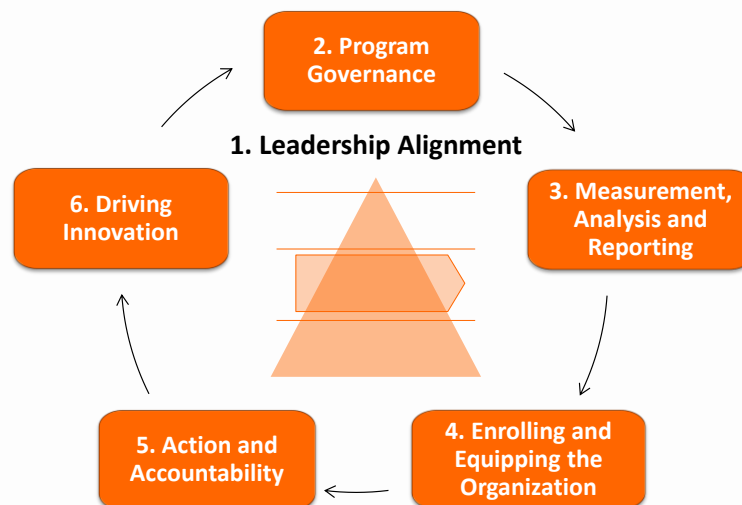 2. Program
Governance
1. Leadership Alignment
3. Measurement,
Analysis and
Reporting
4. Enrolling and
Equipping the
Organization
5. Action and
Accountability
6. Driving
Innovation